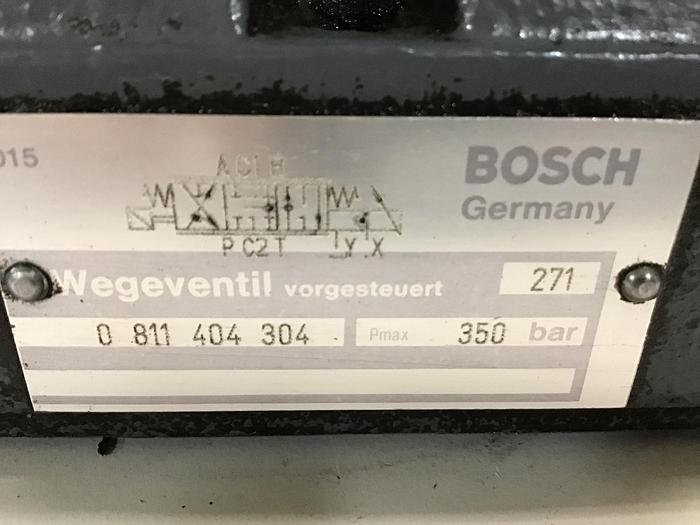 015
BOSCH
Germany
A C1 B
P C2 T Y X
Wegeventil vorgesteuert 271
0 811 404 304
Pmax 350 bar